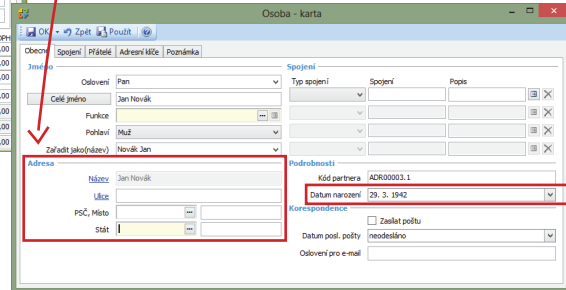 Osoba - karta
OK Zpět Použít
Obecné Spojení Přátelé Adresní klíče Poznámka
Jméno
Oslovení Pan
Celé jméno Jan Novák
Funkce
Pohlaví Muž
Zařadit jako(název) Novák Jan
Adresa
Název Jan Novák
Ulice
PSČ, Místo
Stát
Spojení
Typ spojení Spojení Popis
Podrobnosti
Kód partnera ADR00003.1
Datum narození 29. 3. 1942
Korespondence
Zasílat poštu
Datum posl. pošty neodesláno
Oslovení pro e-mail